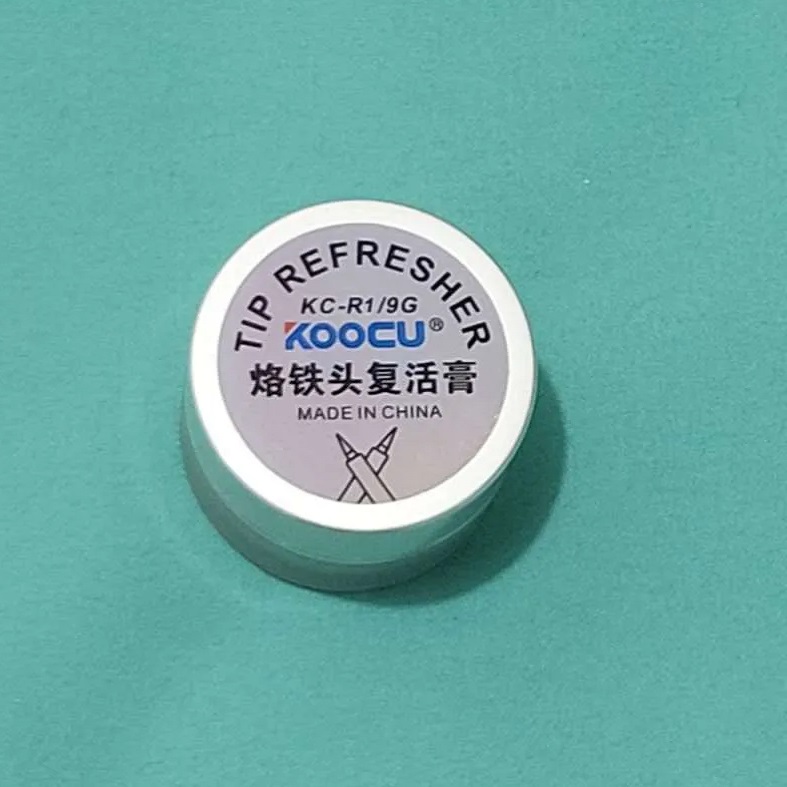 TIP REFRESHER
KC-R1/9G
KOOCU®
烙铁头复活膏
MADE IN CHINA